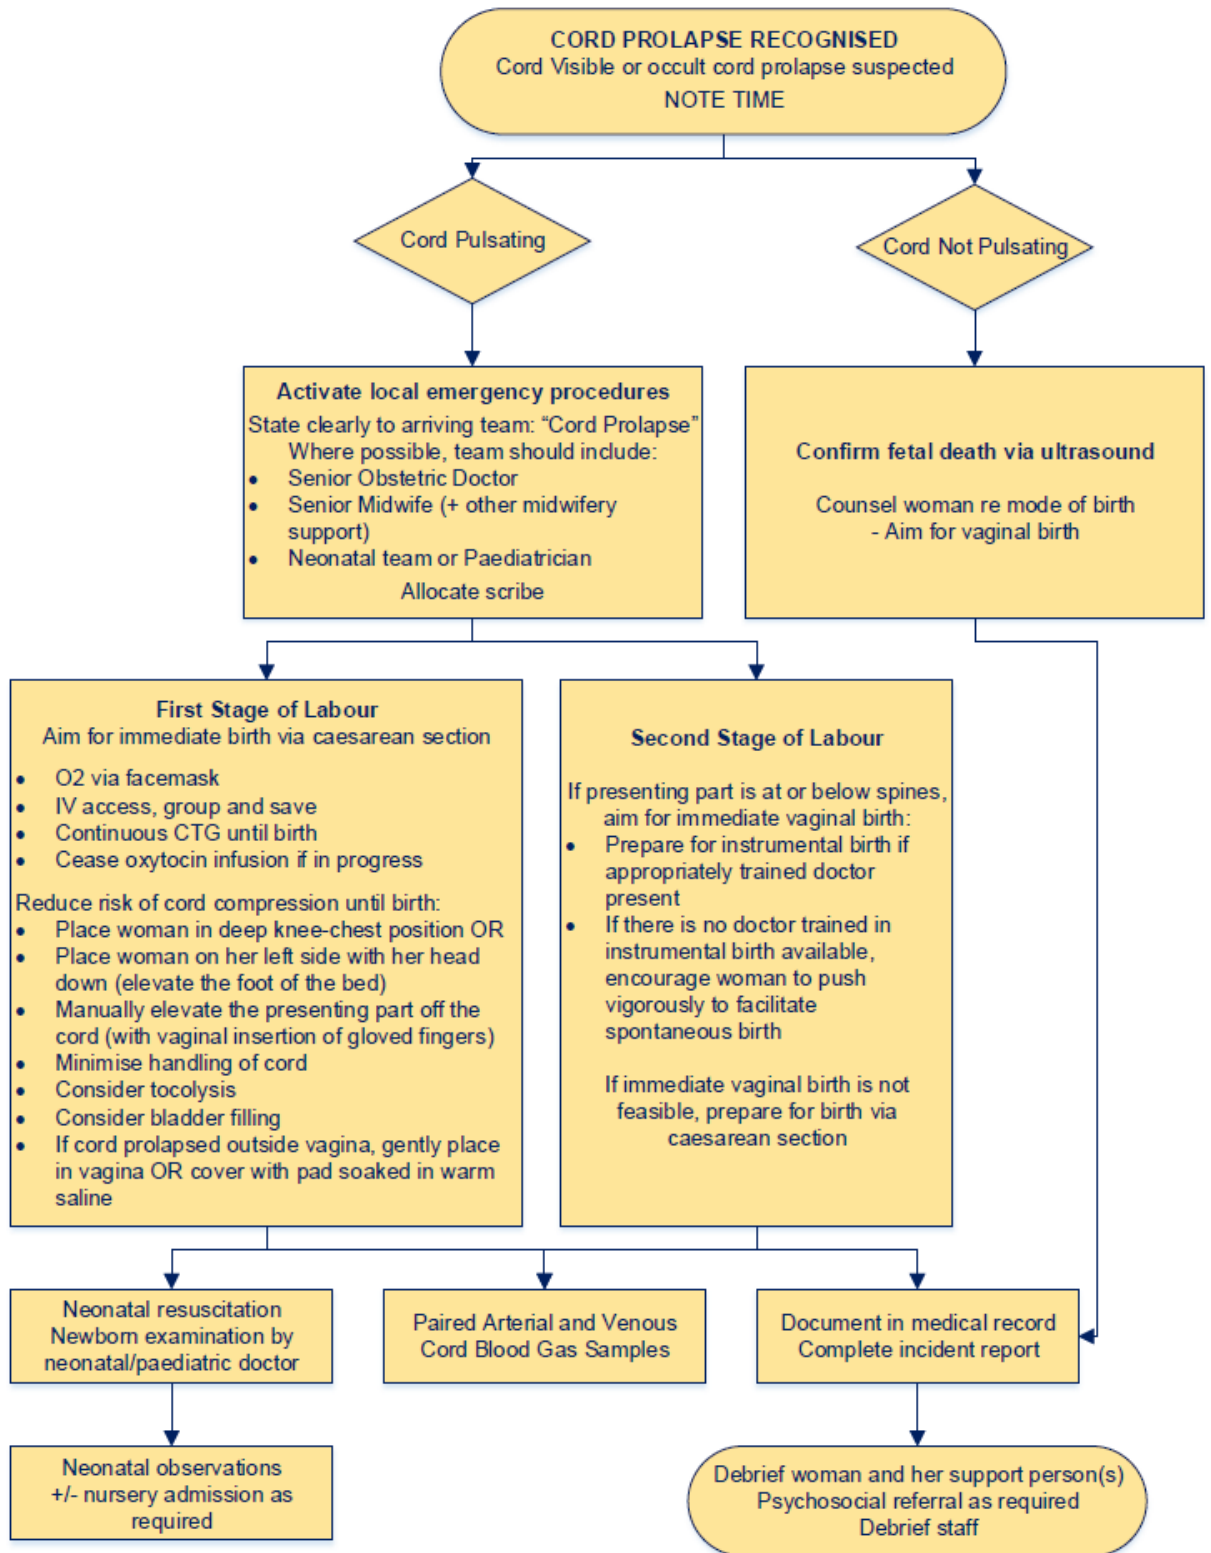 CORD PROLAPSE RECOGNISED
Cord Visible or occult cord prolapse suspected
NOTE TIME
Cord Pulsating
Cord Not Pulsating
Activate local emergency procedures
State clearly to arriving team: “Cord Prolapse”
Where possible, team should include:
• Senior Obstetric Doctor
• Senior Midwife (+ other midwifery
support)
• Neonatal team or Paediatrician
Allocate scribe
Confirm fetal death via ultrasound
Counsel woman re mode of birth
- Aim for vaginal birth
First Stage of Labour
Aim for immediate birth via caesarean section
• O2 via facemask
• IV access, group and save
• Continuous CTG until birth
• Cease oxytocin infusion if in progress
Reduce risk of cord compression until birth:
• Place woman in deep knee-chest position OR
• Place woman on her left side with her head
down (elevate the foot of the bed)
• Manually elevate the presenting part off the
cord (with vaginal insertion of gloved fingers)
• Minimise handling of cord
• Consider tocolysis
• Consider bladder filling
• If cord prolapsed outside vagina, gently place
in vagina OR cover with pad soaked in warm
saline
Second Stage of Labour
If presenting part is at or below spines,
aim for immediate vaginal birth:
• Prepare for instrumental birth if
appropriately trained doctor
present
• If there is no doctor trained in
instrumental birth available,
encourage woman to push
vigorously to facilitate
spontaneous birth
If immediate vaginal birth is not
feasible, prepare for birth via
caesarean section
Neonatal resuscitation
Newborn examination by
neonatal/paediatric doctor
Paired Arterial and Venous
Cord Blood Gas Samples
Document in medical record
Complete incident report
Neonatal observations
+/- nursery admission as
required
Debrief woman and her support person(s)
Psychosocial referral as required
Debrief staff